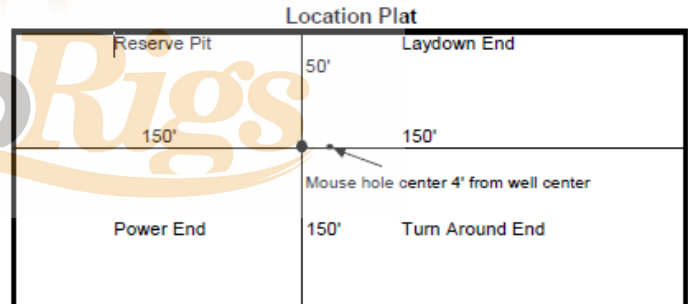 Location Plat
Reserve Pit
Laydown End
50'
Rigs
150'
150'
Mouse hole center 4' from well center
Power End
150'
Turn Around End